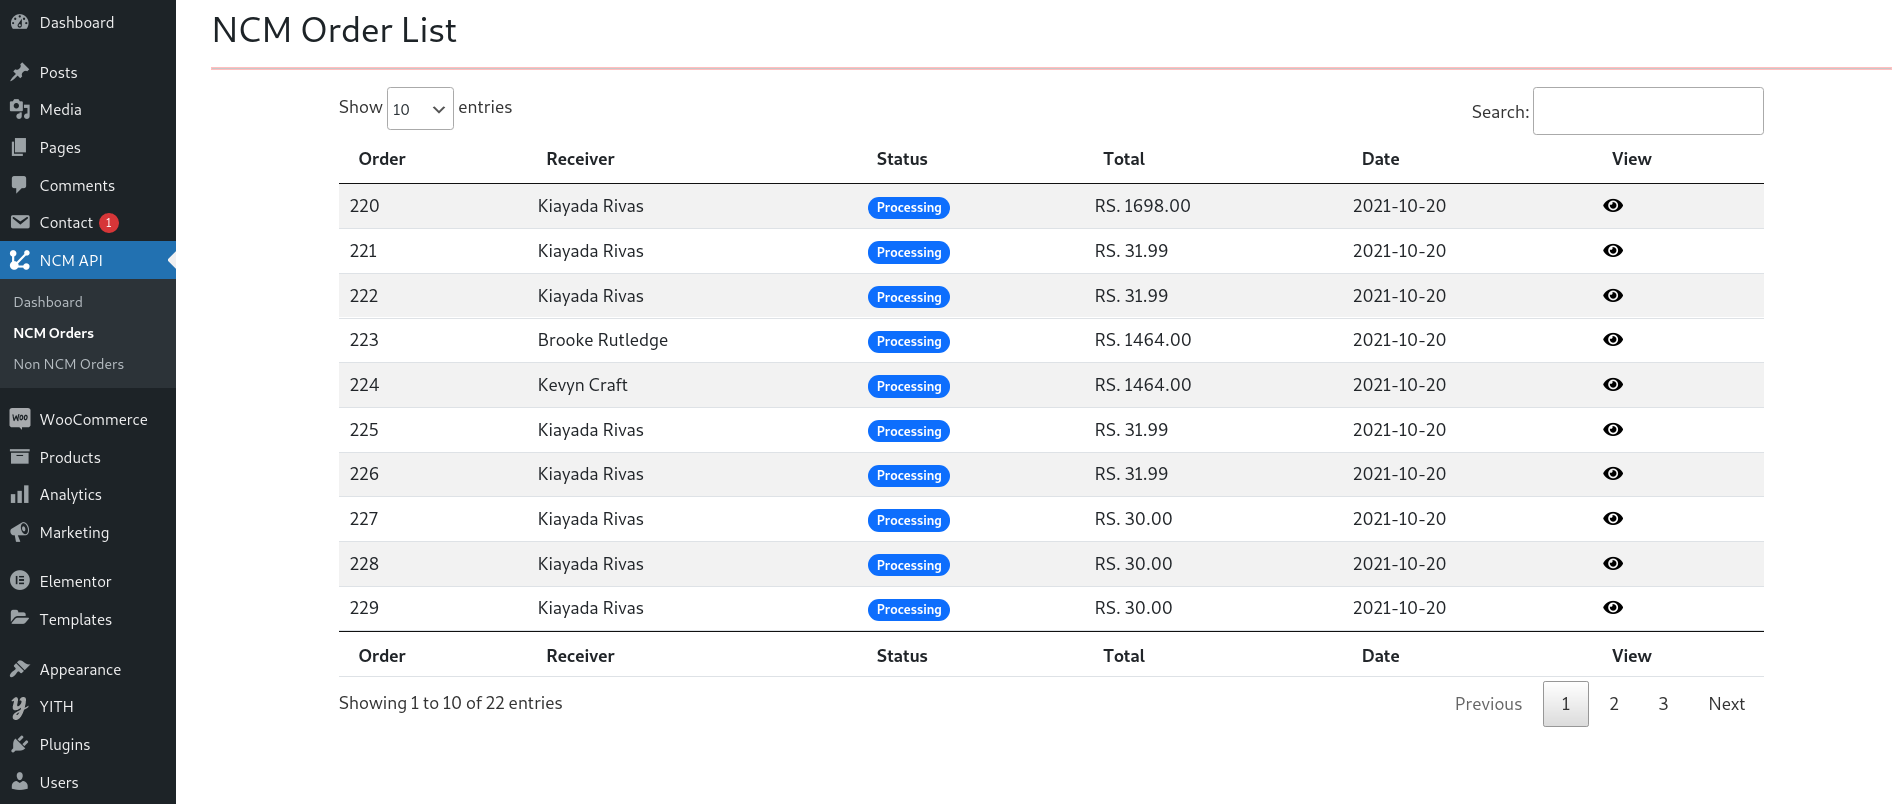 Dashboard
Posts
Media
Pages
Comments
Contact 1
NCM API
Dashboard
NCM Orders
Non NCM Orders
WooCommerce
Products
Analytics
Marketing
Elementor
Templates
Appearance
YITH
Plugins
Users
NCM Order List
Show 10 entries
Search:
Order Receiver Status Total Date View
220 Kiayada Rivas Processing RS. 1698.00 2021-10-20
221 Kiayada Rivas Processing RS. 31.99 2021-10-20
222 Kiayada Rivas Processing RS. 31.99 2021-10-20
223 Brooke Rutledge Processing RS. 1464.00 2021-10-20
224 Kevyn Craft Processing RS. 1464.00 2021-10-20
225 Kiayada Rivas Processing RS. 31.99 2021-10-20
226 Kiayada Rivas Processing RS. 31.99 2021-10-20
227 Kiayada Rivas Processing RS. 30.00 2021-10-20
228 Kiayada Rivas Processing RS. 30.00 2021-10-20
229 Kiayada Rivas Processing RS. 30.00 2021-10-20
Order Receiver Status Total Date View
Showing 1 to 10 of 22 entries
Previous 1 2 3 Next